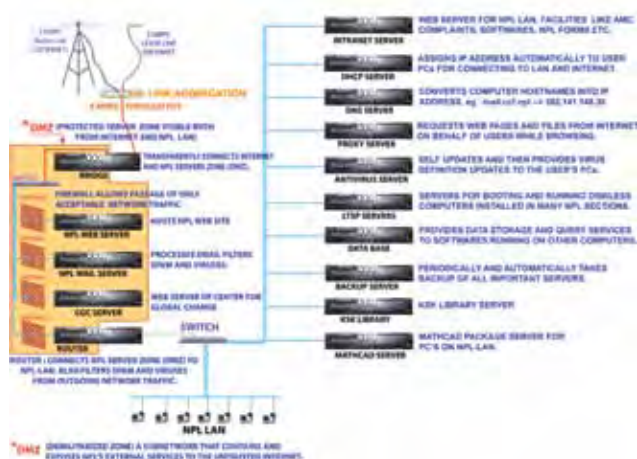 LINK AGGREGATION
*DMZ (PROTECTED SERVER ZONE VISIBLE BOTH
FROM INTERNET AND NPL LAN)
BRIDGE
TRANSPARENTLY CONNECTS INTERNET
AND NPL SERVERS ZONE (DMZ).
FIREWALL ALLOWS PASSAGE OF ONLY
ACCEPTABLE NETWORK TRAFFIC
NPL WEB SERVER
HOSTS NPL WEB SITE
NPL MAIL SERVER
PROCESSES EMAIL FILTERS
SPAM AND VIRUSES.
CGC SERVER
WEB SERVER OF CENTER FOR
GLOBAL CHANGE
ROUTER
ROUTER : CONNECTS NPL SERVER ZONE (DMZ) TO
NPL-LAN. ALSO FILTERS SPAM AND VIRUSES
FROM OUTGOING NETWORK TRAFFIC.
SWITCH
NPL LAN
*DMZ (DEMILITARIZED ZONE) A SUBNETWORK THAT CONTAINS AND
EXPOSES NPL'S EXTERNAL SERVICES TO THE UNTRUSTED INTERNET.
INTRANET SERVER
WEB SERVER FOR NPL LAN. FACILITIES LIKE AMC
COMPLAINTS, SOFTWARES, NPL FORMS ETC.
DHCP SERVER
ASSIGNS IP ADDRESS AUTOMATICALLY TO USER
PCs FOR CONNECTING TO LAN AND INTERNET.
DNS SERVER
CONVERTS COMPUTER HOSTNAMES INTO IP
ADDRESS. eg.
PROXY SERVER
REQUESTS WEB PAGES AND FILES FROM INTERNET
ON BEHALF OF USERS WHILE BROWSING.
ANTIVIRUS SERVER
SELF UPDATES AND THEN PROVIDES VIRUS
DEFINITION UPDATES TO THE USER'S PCs.
LTSP SERVERS
SERVERS FOR BOOTING AND RUNNING DISKLESS
COMPUTERS INSTALLED IN MANY NPL SECTIONS.
DATA BASE
PROVIDES DATA STORAGE AND QUERY SERVICES
TO SOFTWARES RUNNING ON OTHER COMPUTERS.
BACKUP SERVER
PERIODICALLY AND AUTOMATICALLY TAKES
BACKUP OF ALL IMPORTANT SERVERS.
KSK LIBRARY
KSK LIBRARY SERVER
MATHCAD SERVER
MATHCAD PACKAGE SERVER FOR
PC'S ON NPL-LAN.